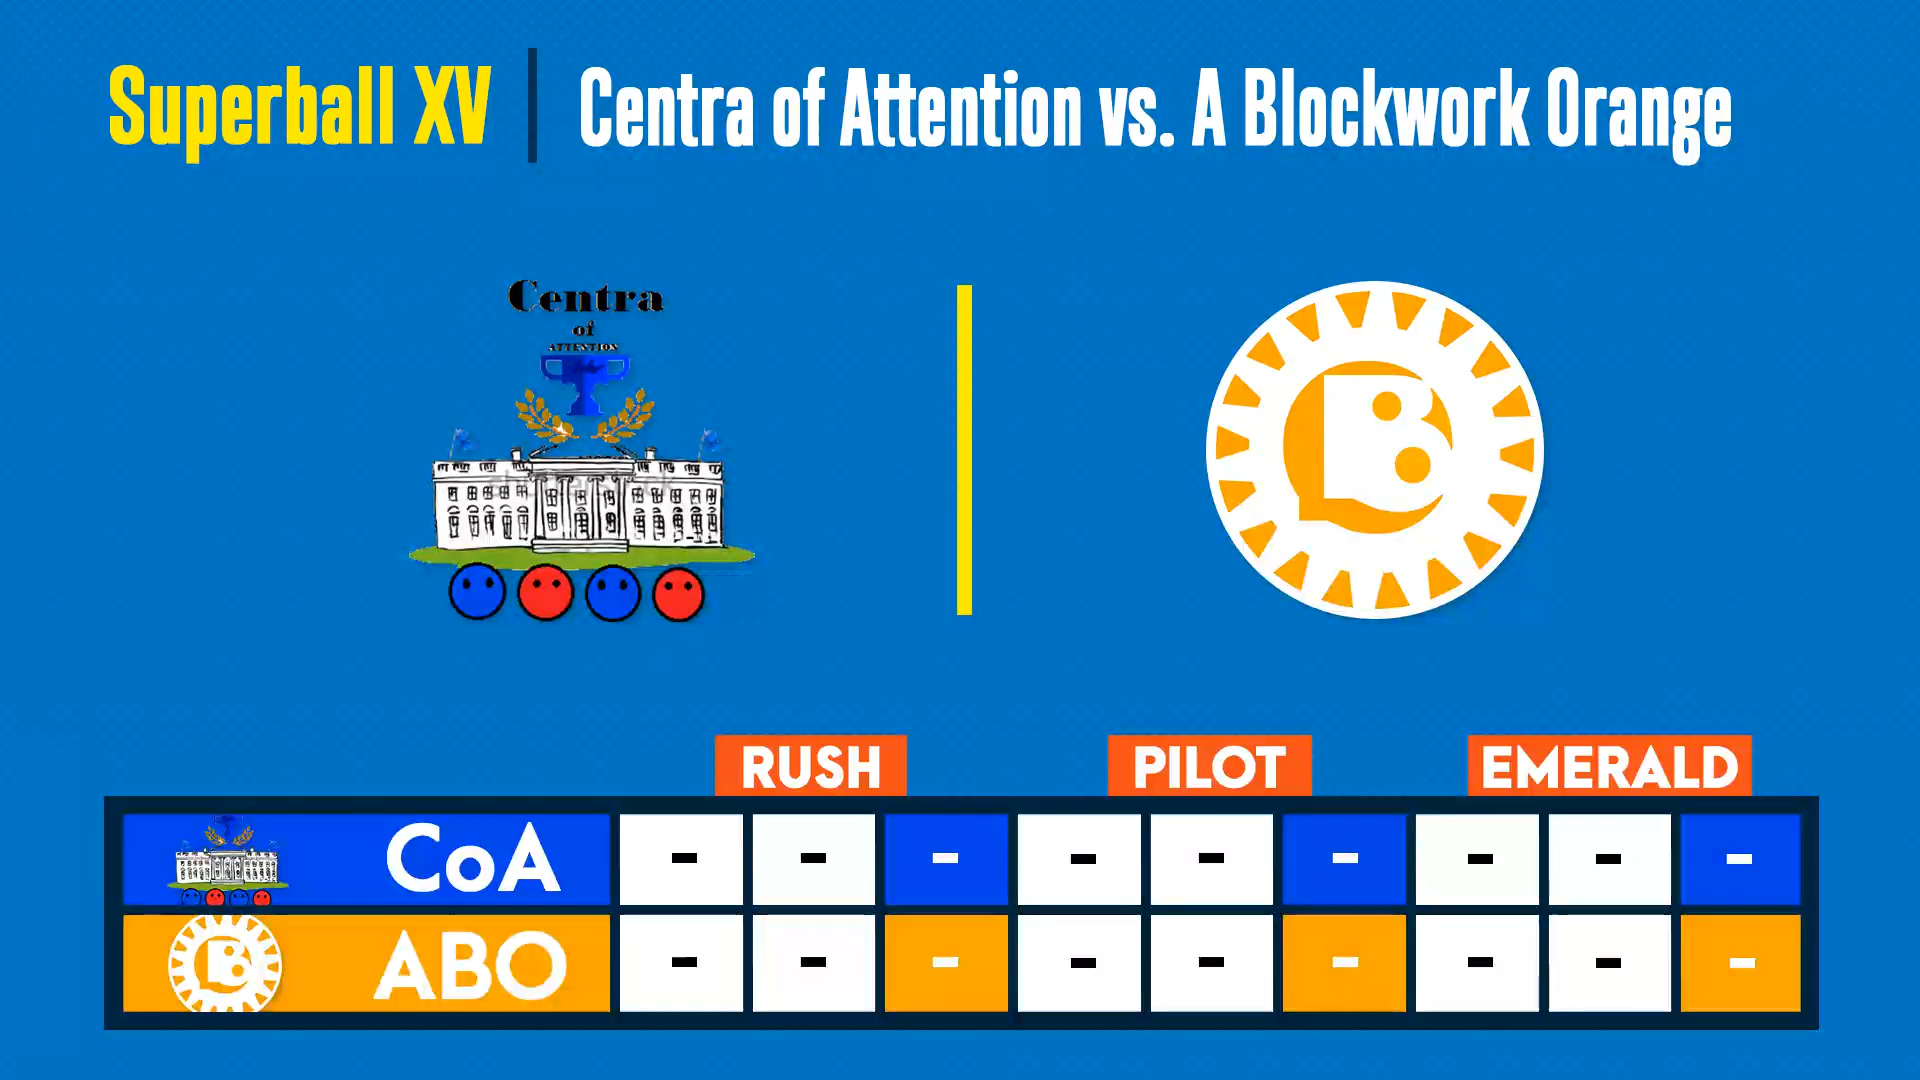 Superball XV
Centra of Attention vs. A Blockwork Orange
Centra
of
ATTENTION
B
RUSH PILOT EMERALD
CoA - - - - - - - - -
B ABO - - - - - - - - -